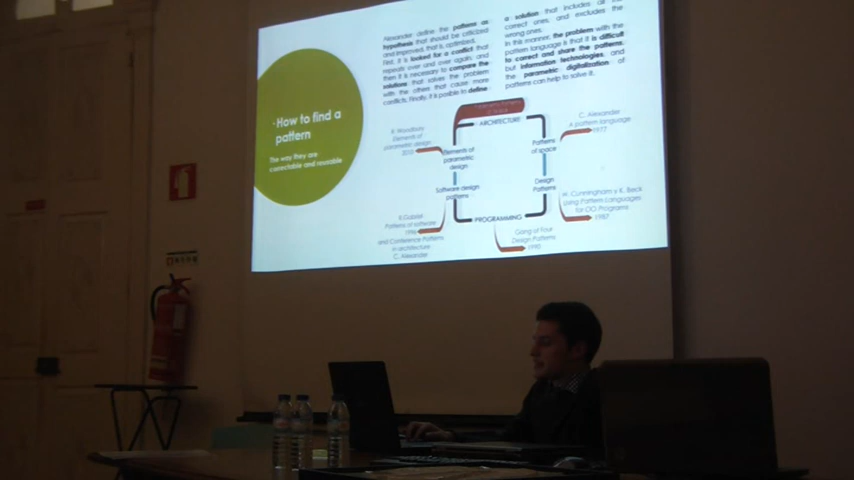 · How to find a
pattern
The way they are
correctable and reusable
Alexander define the patterns as
hypothesis that should be criticized
and improved, that is, optimized.
First, it is looked for a conflict that
repeats over and over again, and
then it is necessary to compare the
solutions that solves the problem
with the others that cause more
conflicts. Finally, it is posible to define
a solution that includes all the
correct ones, and excludes the
wrong ones.
In this manner, the problem with the
pattern language is that it is difficult
to correct and share the patterns,
but information technologies, and
the parametric digitalization of
patterns can help to solve it.
ARCHITECTURE
R. Woodbury
Elements of
parametric design
2010
C. Alexander
A pattern language
1977
Elements of
parametric
design
Patterns
of space
Software design
patterns
Design
Patterns
PROGRAMMING
R.Gabriel
Patterns of software
1996
and Conference Patterns
in architecture
C. Alexander
Gang of Four
Design Patterns
1995
W. Cunningham y K. Beck
Using Pattern Languages
for OO Programs
1987